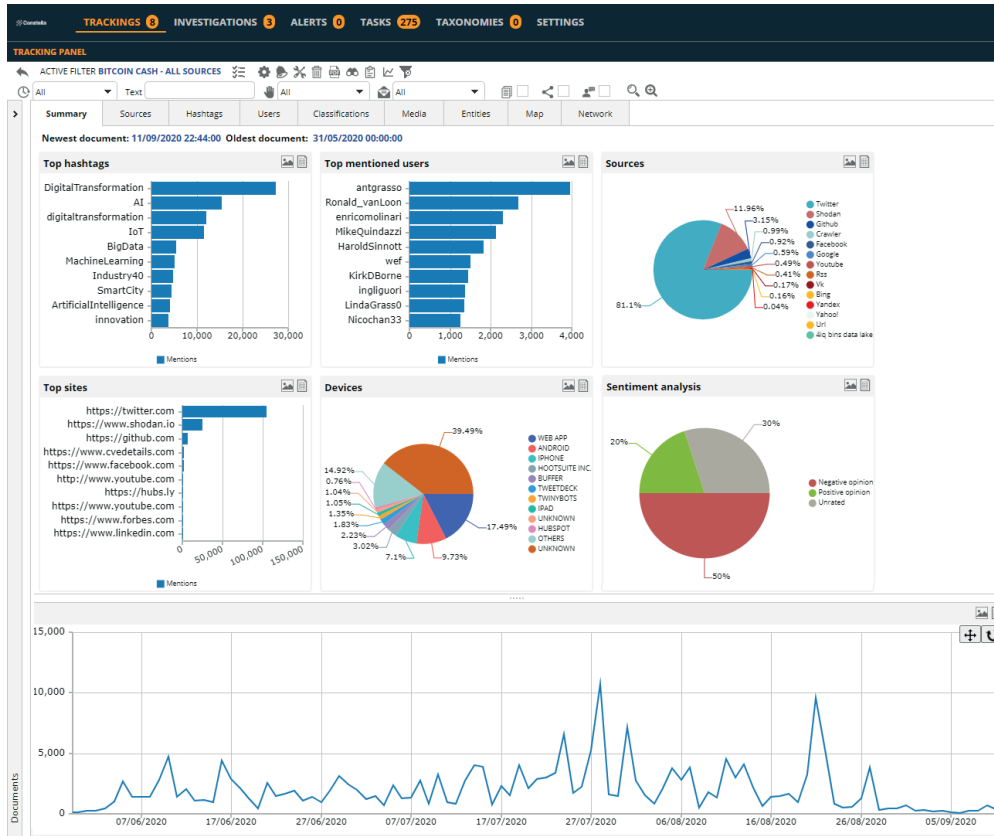 Constella TRACKINGS 8 INVESTIGATIONS 3 ALERTS 0 TASKS 275 TAXONOMIES 0 SETTINGS
TRACKING PANEL
ACTIVE FILTER BITCOIN CASH - ALL SOURCES
All Text All All
Summary Sources Hashtags Users Classifications Media Entities Map Network
Newest document: 11/09/2020 22:44:00 Oldest document: 31/05/2020 00:00:00
Top hashtags
DigitalTransformation
AI
digitaltransformation
IoT
BigData
MachineLearning
Industry40
SmartCity
ArtificialIntelligence
innovation
0 10,000 20,000 30,000
Mentions
Top mentioned users
antgrasso
Ronald_vanLoon
enricomolinari
MikeQuindazzi
HaroldSinnott
wef
KirkDBorne
ingliguori
LindaGrass0
Nicochan33
0 1,000 2,000 3,000 4,000
Mentions
Sources
11.96%
3.15%
0.99%
0.92%
0.59%
0.49%
0.41%
0.17%
0.16%
0.04%
81.1%
Twitter
Shodan
Github
Crawler
Facebook
Google
Youtube
Rss
Vk
Bing
Yandex
Yahoo!
Url
4iq bins data lake
Top sites
https://twitter.com
https://www.shodan.io
https://github.com
https://www.cvedetails.com
https://www.facebook.com
http://www.youtube.com
https://hubs.ly
https://www.youtube.com
https://www.forbes.com
https://www.linkedin.com
0 50,000 100,000 150,000
Mentions
Devices
39.49%
14.92%
0.76%
1.04%
1.05%
1.35%
1.83%
2.23%
3.02%
7.1%
9.73%
17.49%
WEB APP
ANDROID
IPHONE
HOOTSUITE INC.
BUFFER
TWEETDECK
TWINYBOTS
IPAD
UNKNOWN
HUBSPOT
OTHERS
UNKNOWN
Sentiment analysis
30%
20%
50%
Negative opinion
Positive opinion
Unrated
15,000
10,000
5,000
0
07/06/2020 17/06/2020 27/06/2020 07/07/2020 17/07/2020 27/07/2020 06/08/2020 16/08/2020 26/08/2020 05/09/2020
Documents